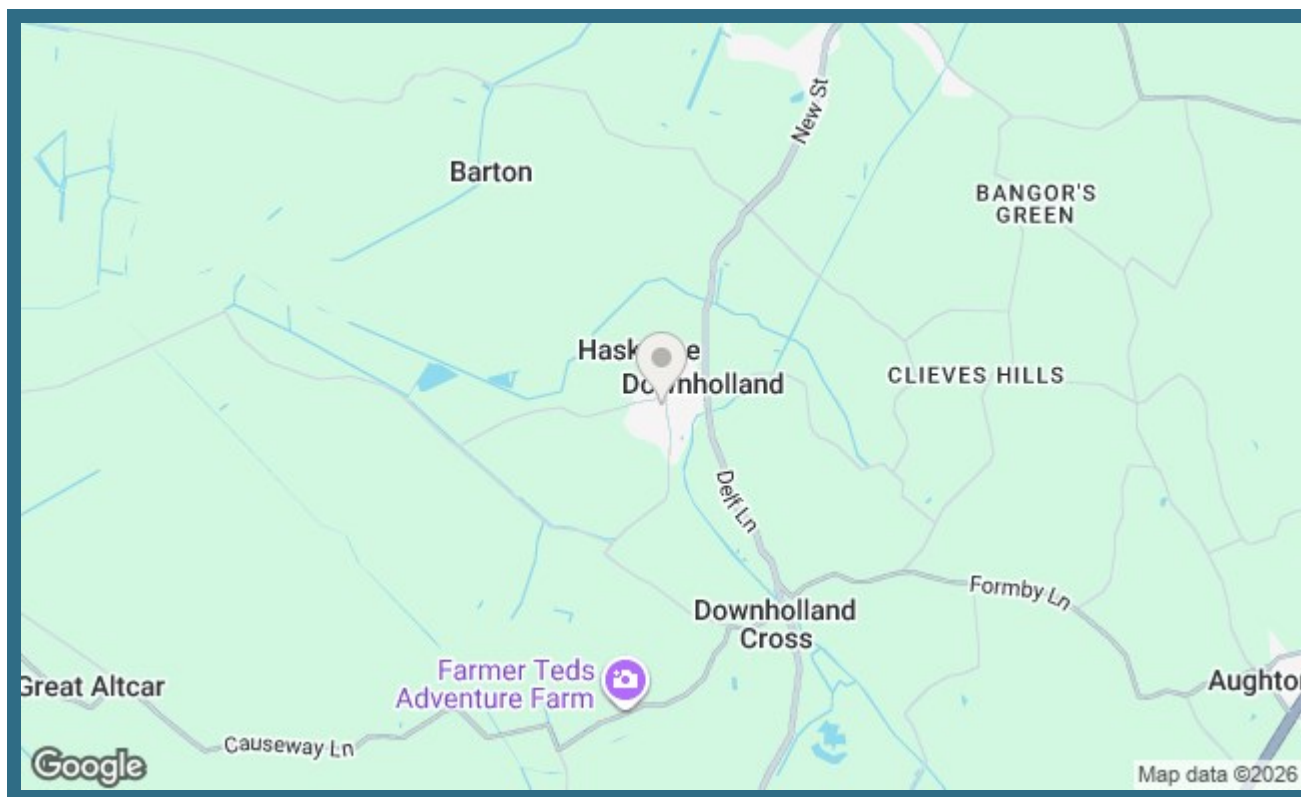 New St
Barton
BANGOR'S
GREEN
Downholland
CLIEVES HILLS
Delf Ln
Formby Ln
Downholland
Cross
Farmer Teds
Adventure Farm
Great Altcar
Aughto
Causeway Ln
Google
Map data ©2026